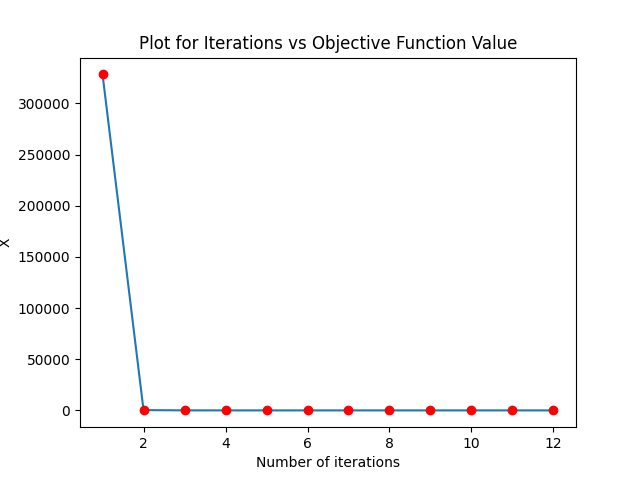 Plot for Iterations vs Objective Function Value
300000
250000
200000
150000
100000
50000
0
X
2 4 6 8 10 12
Number of iterations